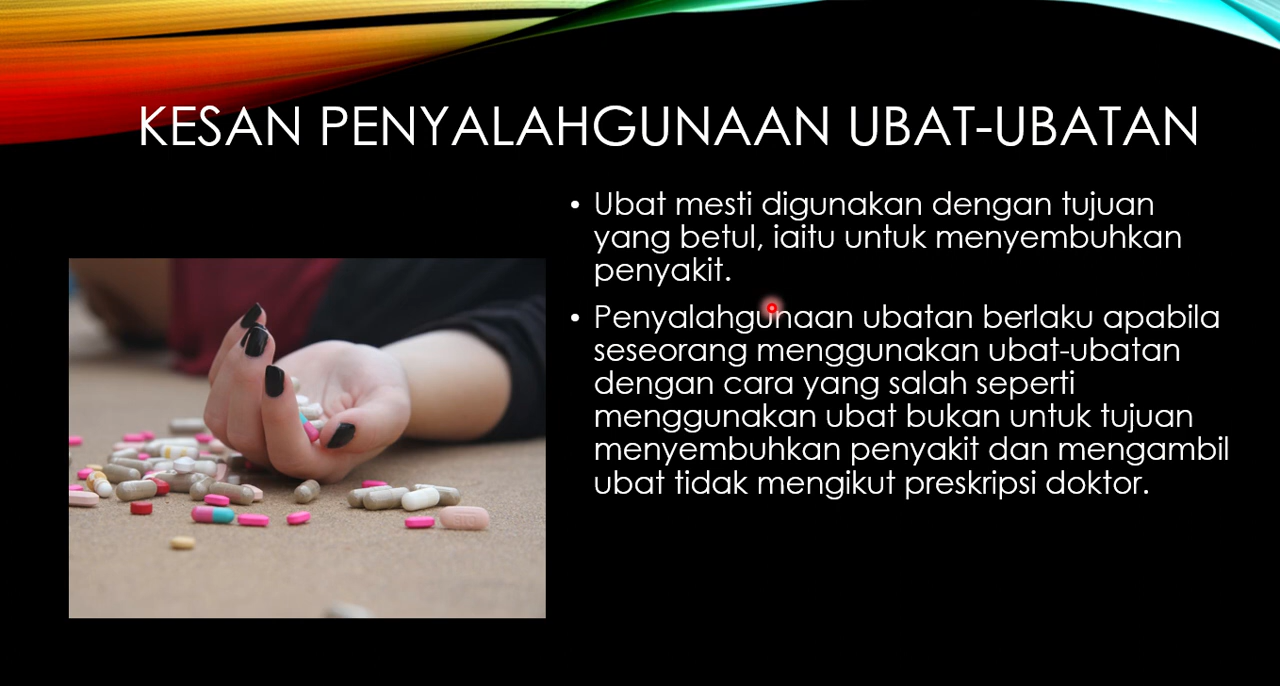 KESAN PENYALAHGUNAAN UBAT-UBATAN
• Ubat mesti digunakan dengan tujuan
yang betul, iaitu untuk menyembuhkan
penyakit.
• Penyalahgunaan ubatan berlaku apabila
seseorang menggunakan ubat-ubatan
dengan cara yang salah seperti
menggunakan ubat bukan untuk tujuan
menyembuhkan penyakit dan mengambil
ubat tidak mengikut preskripsi doktor.